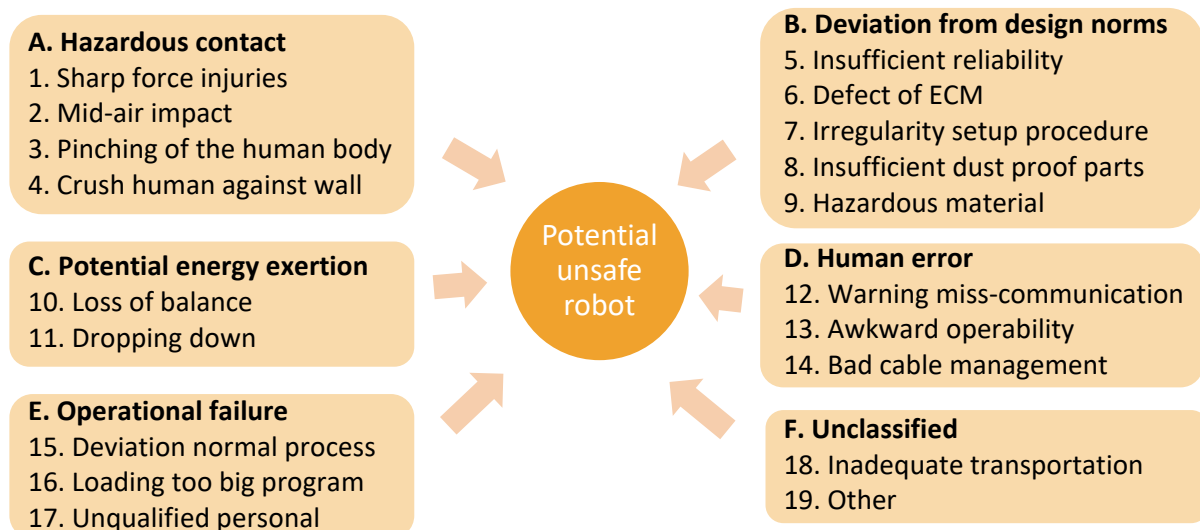 A. Hazardous contact
1. Sharp force injuries
2. Mid-air impact
3. Pinching of the human body
4. Crush human against wall
B. Deviation from design norms
5. Insufficient reliability
6. Defect of ECM
7. Irregularity setup procedure
8. Insufficient dust proof parts
9. Hazardous material
Potential
unsafe
robot
C. Potential energy exertion
10. Loss of balance
11. Dropping down
D. Human error
12. Warning miss-communication
13. Awkward operability
14. Bad cable management
E. Operational failure
15. Deviation normal process
16. Loading too big program
17. Unqualified personal
F. Unclassified
18. Inadequate transportation
19. Other